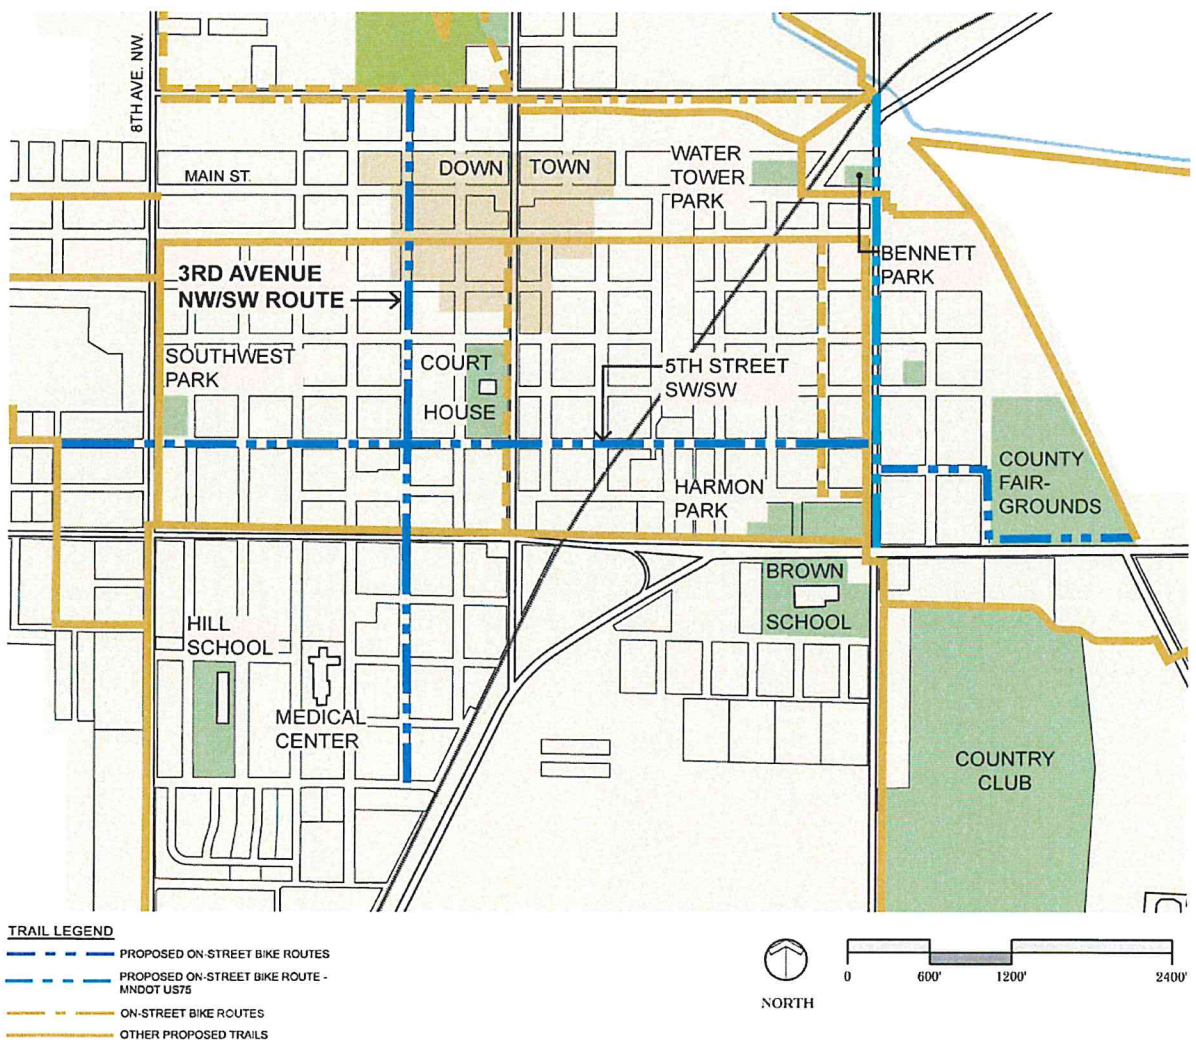 8TH AVE. NW.
MAIN ST.
DOWN TOWN
WATER
TOWER
PARK
BENNETT
PARK
3RD AVENUE
NW/SW ROUTE
SOUTHWEST
PARK
COURT
HOUSE
5TH STREET
SW/SW
COUNTY
FAIR-
GROUNDS
HARMON
PARK
BROWN
SCHOOL
HILL
SCHOOL
MEDICAL
CENTER
COUNTRY
CLUB
TRAIL LEGEND
PROPOSED ON-STREET BIKE ROUTES
PROPOSED ON-STREET BIKE ROUTE -
MNDOT US75
ON-STREET BIKE ROUTES
OTHER PROPOSED TRAILS
NORTH
0 600' 1200' 2400'